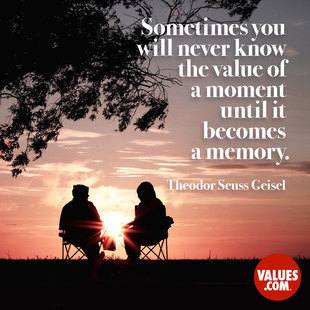 Sometimes you
will never know
the value of
a moment
until it
becomes
a memory.
Theodor Seuss Geisel
VALUES
.COM